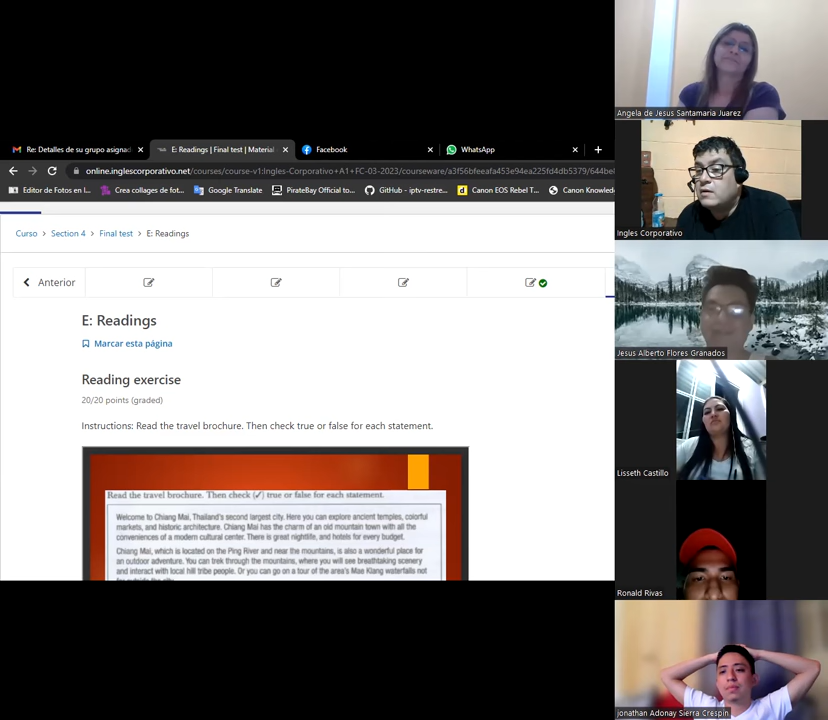 Re: Detalles de su grupo asignad
E: Readings | Final test | Material
Facebook
WhatsApp
online.inglescorporativo.net/courses/course-v1:Ingles-Corporativo+A1+FC-03-2023/courseware/a3f56bfeeafa453e94ea225fd4db5379/644be
Editor de Fotos en l...
Crea collages de fot...
Google Translate
PirateBay Official to...
GitHub - iptv-restre...
Canon EOS Rebel T...
Canon Knowled
Curso > Section 4 > Final test > E: Readings
Anterior
E: Readings
Marcar esta página
Reading exercise
20/20 points (graded)
Instructions: Read the travel brochure. Then check true or false for each statement.
Read the travel brochure. Then check (✓) true or false for each statement.
Welcome to Chiang Mai, Thailand's second largest city. Here you can explore ancient temples, colorful
markets, and historic architecture. Chiang Mai has the charm of an old mountain town with all the
conveniences of a modern cultural center. There is great nightlife, and hotels for every budget.
Chiang Mai, which is located on the Ping River and near the mountains, is also a wonderful place for
an outdoor adventure. You can trek through the mountains, where you will see breathtaking scenery
and interact with local hill tribe people. Or you can go on a tour of the area's Mae Klang waterfalls not
Angela de Jesus Santamaria Juarez
Ingles Corporativo
Jesus Alberto Flores Granados
Lisseth Castillo
Ronald Rivas
jonathan Adonay Sierra Crespin